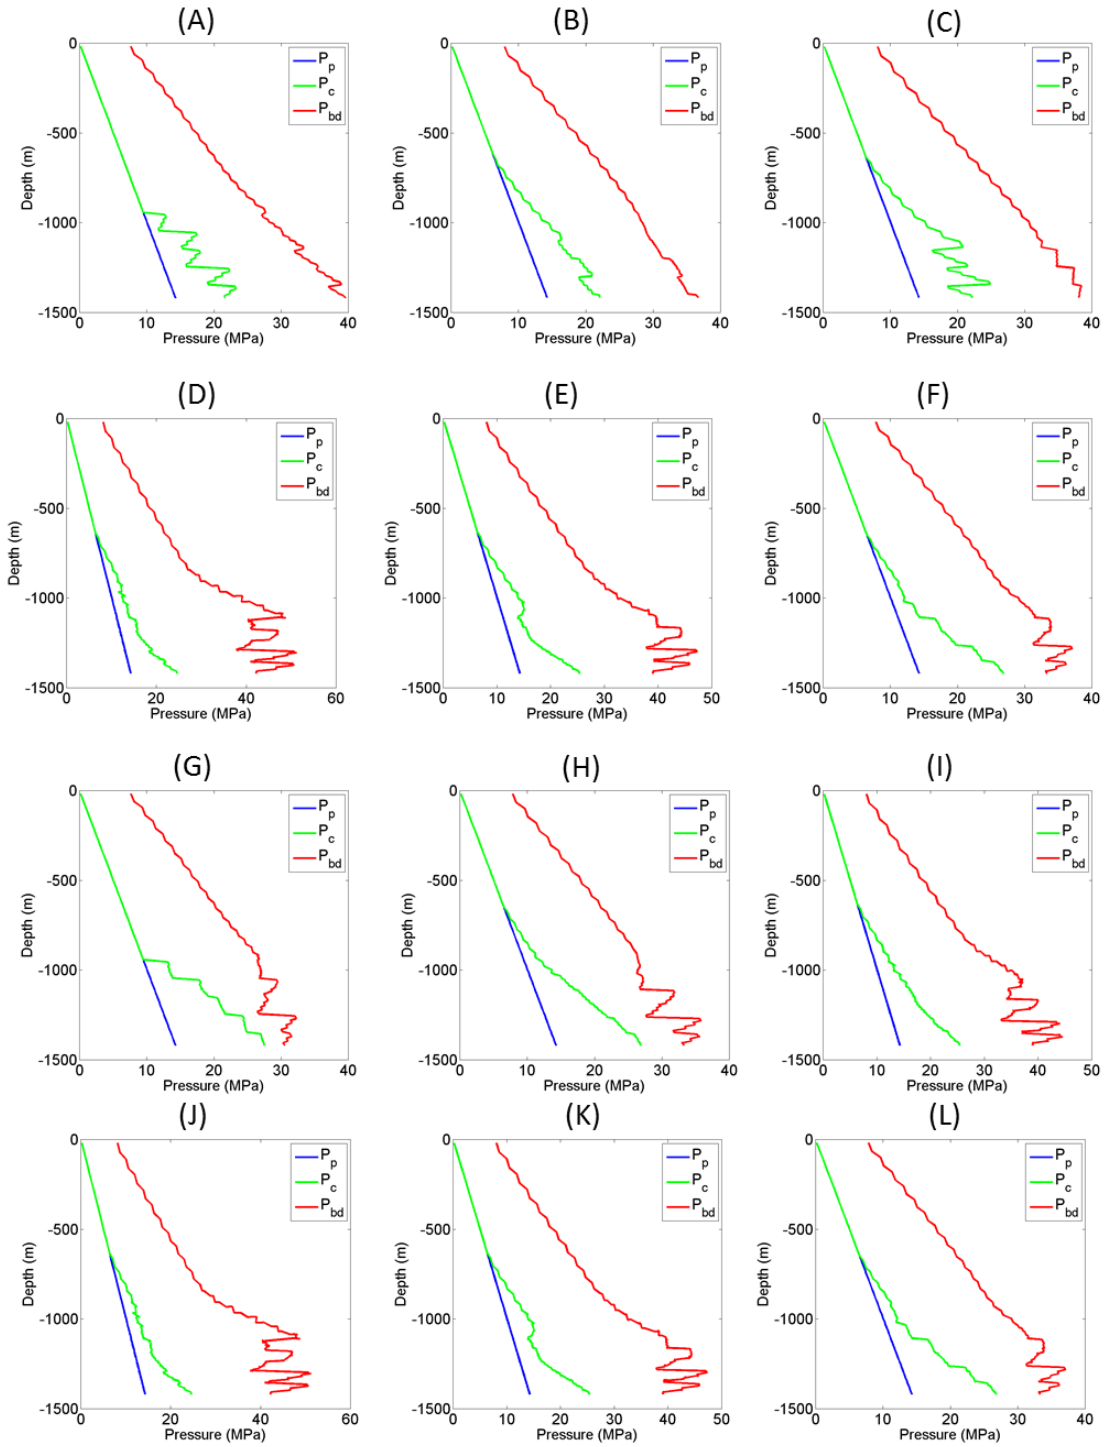 (A)
0
-500
-1000
-1500
0 10 20 30 40
Depth (m)
Pressure (MPa)
Pp
Pc
Pbd
(B)
0
-500
-1000
-1500
0 10 20 30 40
Depth (m)
Pressure (MPa)
Pp
Pc
Pbd
(C)
0
-500
-1000
-1500
0 10 20 30 40
Depth (m)
Pressure (MPa)
Pp
Pc
Pbd
(D)
0
-500
-1000
-1500
0 20 40 60
Depth (m)
Pressure (MPa)
Pp
Pc
Pbd
(E)
0
-500
-1000
-1500
0 10 20 30 40 50
Depth (m)
Pressure (MPa)
Pp
Pc
Pbd
(F)
0
-500
-1000
-1500
0 10 20 30 40
Depth (m)
Pressure (MPa)
Pp
Pc
Pbd
(G)
0
-500
-1000
-1500
0 10 20 30 40
Depth (m)
Pressure (MPa)
Pp
Pc
Pbd
(H)
0
-500
-1000
-1500
0 10 20 30 40
Depth (m)
Pressure (MPa)
Pp
Pc
Pbd
(I)
0
-500
-1000
-1500
0 10 20 30 40 50
Depth (m)
Pressure (MPa)
Pp
Pc
Pbd
(J)
0
-500
-1000
-1500
0 20 40 60
Depth (m)
Pressure (MPa)
Pp
Pc
Pbd
(K)
0
-500
-1000
-1500
0 10 20 30 40 50
Depth (m)
Pressure (MPa)
Pp
Pc
Pbd
(L)
0
-500
-1000
-1500
0 10 20 30 40
Depth (m)
Pressure (MPa)
Pp
Pc
Pbd